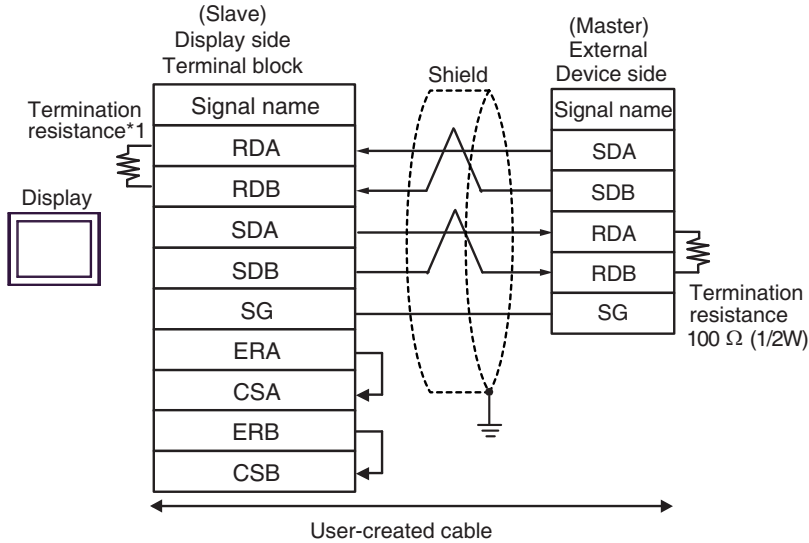 (Slave)
Display side
Terminal block
(Master)
External
Device side
Shield
Termination
resistance*1
Display
Signal name
RDA
RDB
SDA
SDB
SG
ERA
CSA
ERB
CSB
Signal name
SDA
SDB
RDA
RDB
SG
Termination
resistance
100 Ω (1/2W)
User-created cable